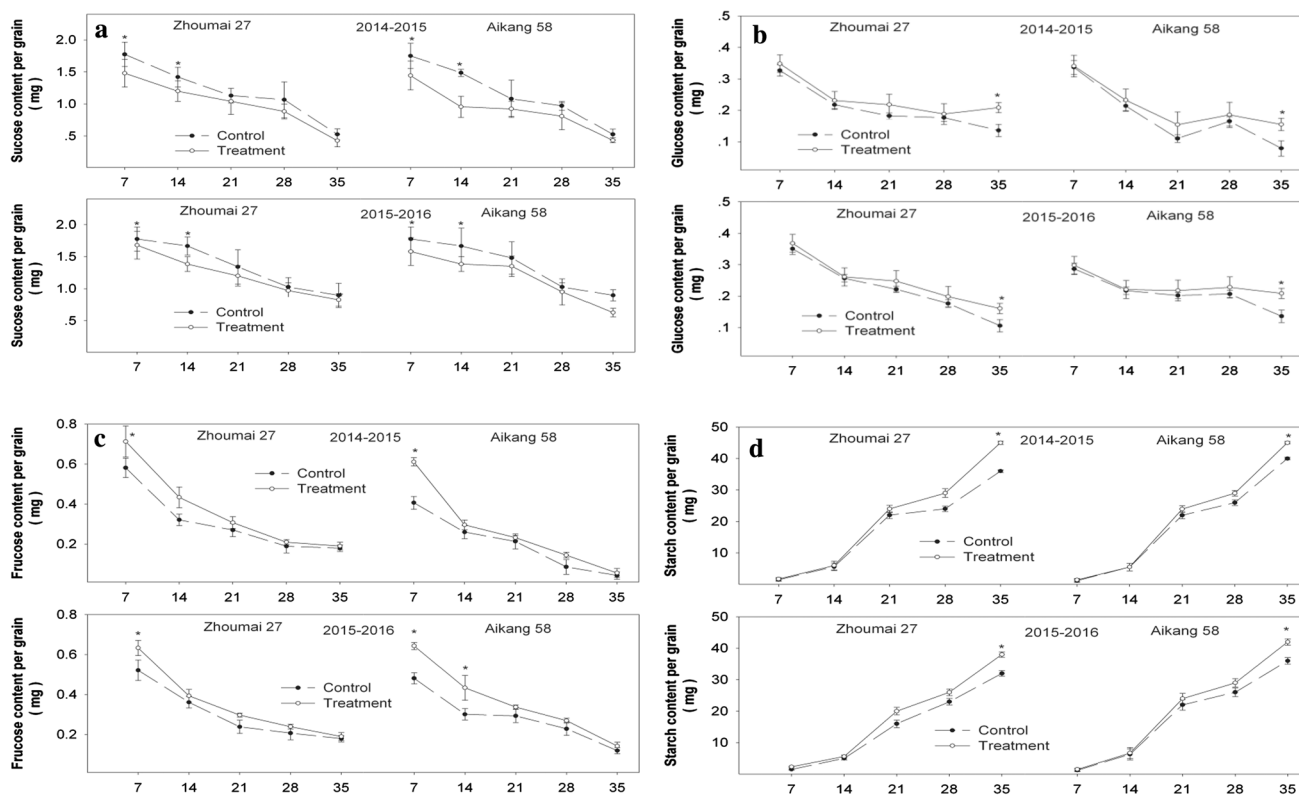 a
Zhoumai 27
2014-2015
Aikang 58
Sucrose content per grain
( mg )
2.0
1.5
1.0
.5
*
*
*
*
Control
Treatment
7 14 21 28 35 7 14 21 28 35
Zhoumai 27
2015-2016
Aikang 58
Sucrose content per grain
( mg )
2.0
1.5
1.0
.5
*
*
*
*
Control
Treatment
7 14 21 28 35 7 14 21 28 35
b
Zhoumai 27
2014-2015
Aikang 58
Glucose content per grain
( mg )
.5
.4
.3
.2
.1
*
*
Control
Treatment
7 14 21 28 35 7 14 21 28 35
Zhoumai 27
2015-2016
Aikang 58
Glucose content per grain
( mg )
.5
.4
.3
.2
.1
*
*
Control
Treatment
7 14 21 28 35 7 14 21 28 35
c
Zhoumai 27
2014-2015
Aikang 58
Frucose content per grain
( mg )
0.8
0.6
0.4
0.2
*
*
Control
Treatment
7 14 21 28 35 7 14 21 28 35
Zhoumai 27
2015-2016
Aikang 58
Frucose content per grain
( mg )
0.8
0.6
0.4
0.2
*
*
*
Control
Treatment
7 14 21 28 35 7 14 21 28 35
d
Zhoumai 27
2014-2015
Aikang 58
Starch content per grain
( mg )
50
40
30
20
10
*
*
Control
Treatment
7 14 21 28 35 7 14 21 28 35
Zhoumai 27
2015-2016
Aikang 58
Starch content per grain
( mg )
50
40
30
20
10
*
*
Control
Treatment
7 14 21 28 35 7 14 21 28 35